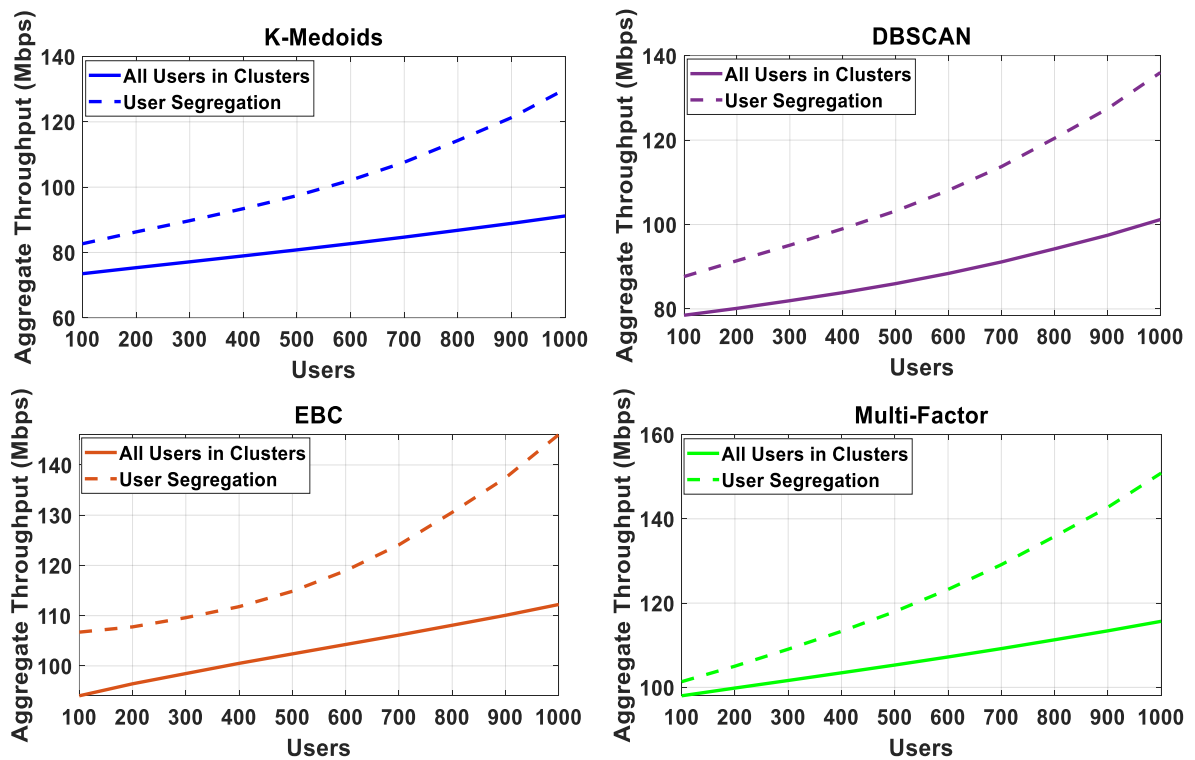 K-Medoids
Aggregate Throughput (Mbps)
140
120
100
80
60
All Users in Clusters
User Segregation
100 200 300 400 500 600 700 800 900 1000
Users
DBSCAN
Aggregate Throughput (Mbps)
140
120
100
80
All Users in Clusters
User Segregation
100 200 300 400 500 600 700 800 900 1000
Users
EBC
Aggregate Throughput (Mbps)
140
130
120
110
100
All Users in Clusters
User Segregation
100 200 300 400 500 600 700 800 900 1000
Users
Multi-Factor
Aggregate Throughput (Mbps)
160
140
120
100
All Users in Clusters
User Segregation
100 200 300 400 500 600 700 800 900 1000
Users